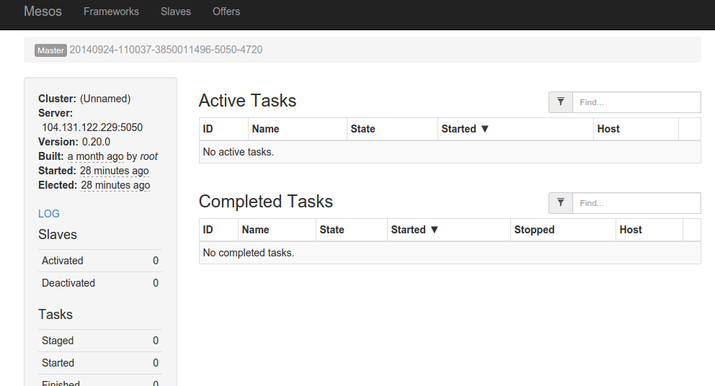 Mesos Frameworks Slaves Offers
Master 20140924-110037-3850011496-5050-4720
Cluster: (Unnamed)
Server:
104.131.122.229:5050
Version: 0.20.0
Built: a month ago by root
Started: 28 minutes ago
Elected: 28 minutes ago
LOG
Slaves
Activated 0
Deactivated 0
Tasks
Staged 0
Started 0
Finished 0
Active Tasks Find...
ID Name State Started ▼ Host
No active tasks.
Completed Tasks Find...
ID Name State Started ▼ Stopped Host
No completed tasks.